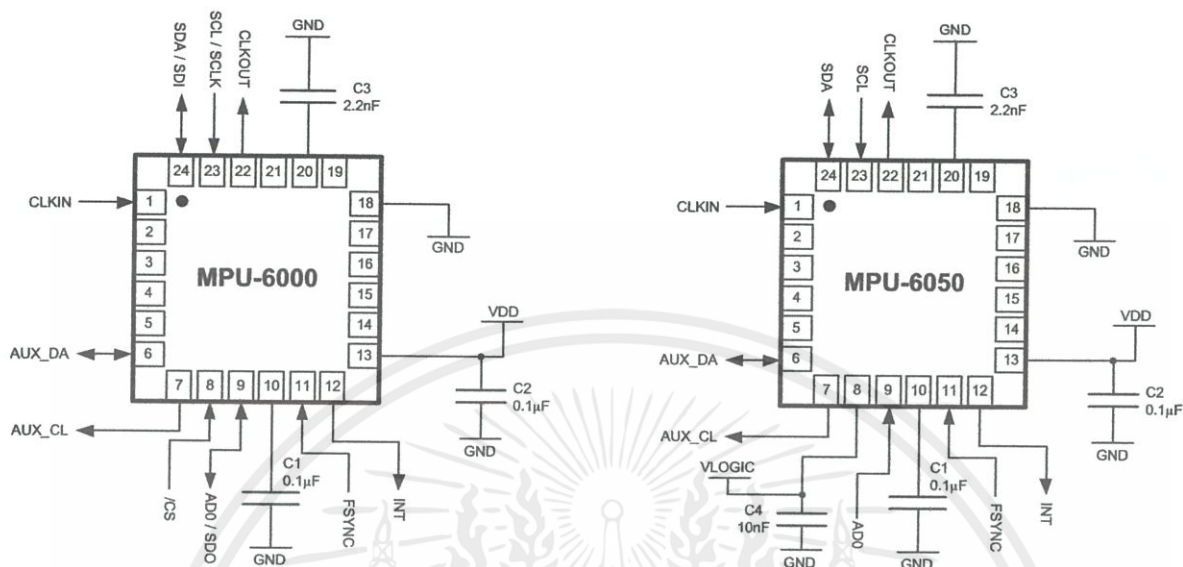 GND
SDA / SDI
SCL / SCLK
CLKOUT
C3
2.2nF
24 23 22 21 20 19
CLKIN
1
2
3
4
5
6
18
17
16
15
14
13
MPU-6000
GND
VDD
AUX_DA
7 8 9 10 11 12
C2
0.1µF
GND
AUX_CL
/CS
AD0 / SDO
C1
0.1µF
GND
FSYNC
INT
GND
SDA
SCL
CLKOUT
C3
2.2nF
24 23 22 21 20 19
CLKIN
1
2
3
4
5
6
18
17
16
15
14
13
MPU-6050
GND
VDD
AUX_DA
7 8 9 10 11 12
C2
0.1µF
GND
AUX_CL
VLOGIC
C4
10nF
GND
AD0
C1
0.1µF
GND
FSYNC
INT